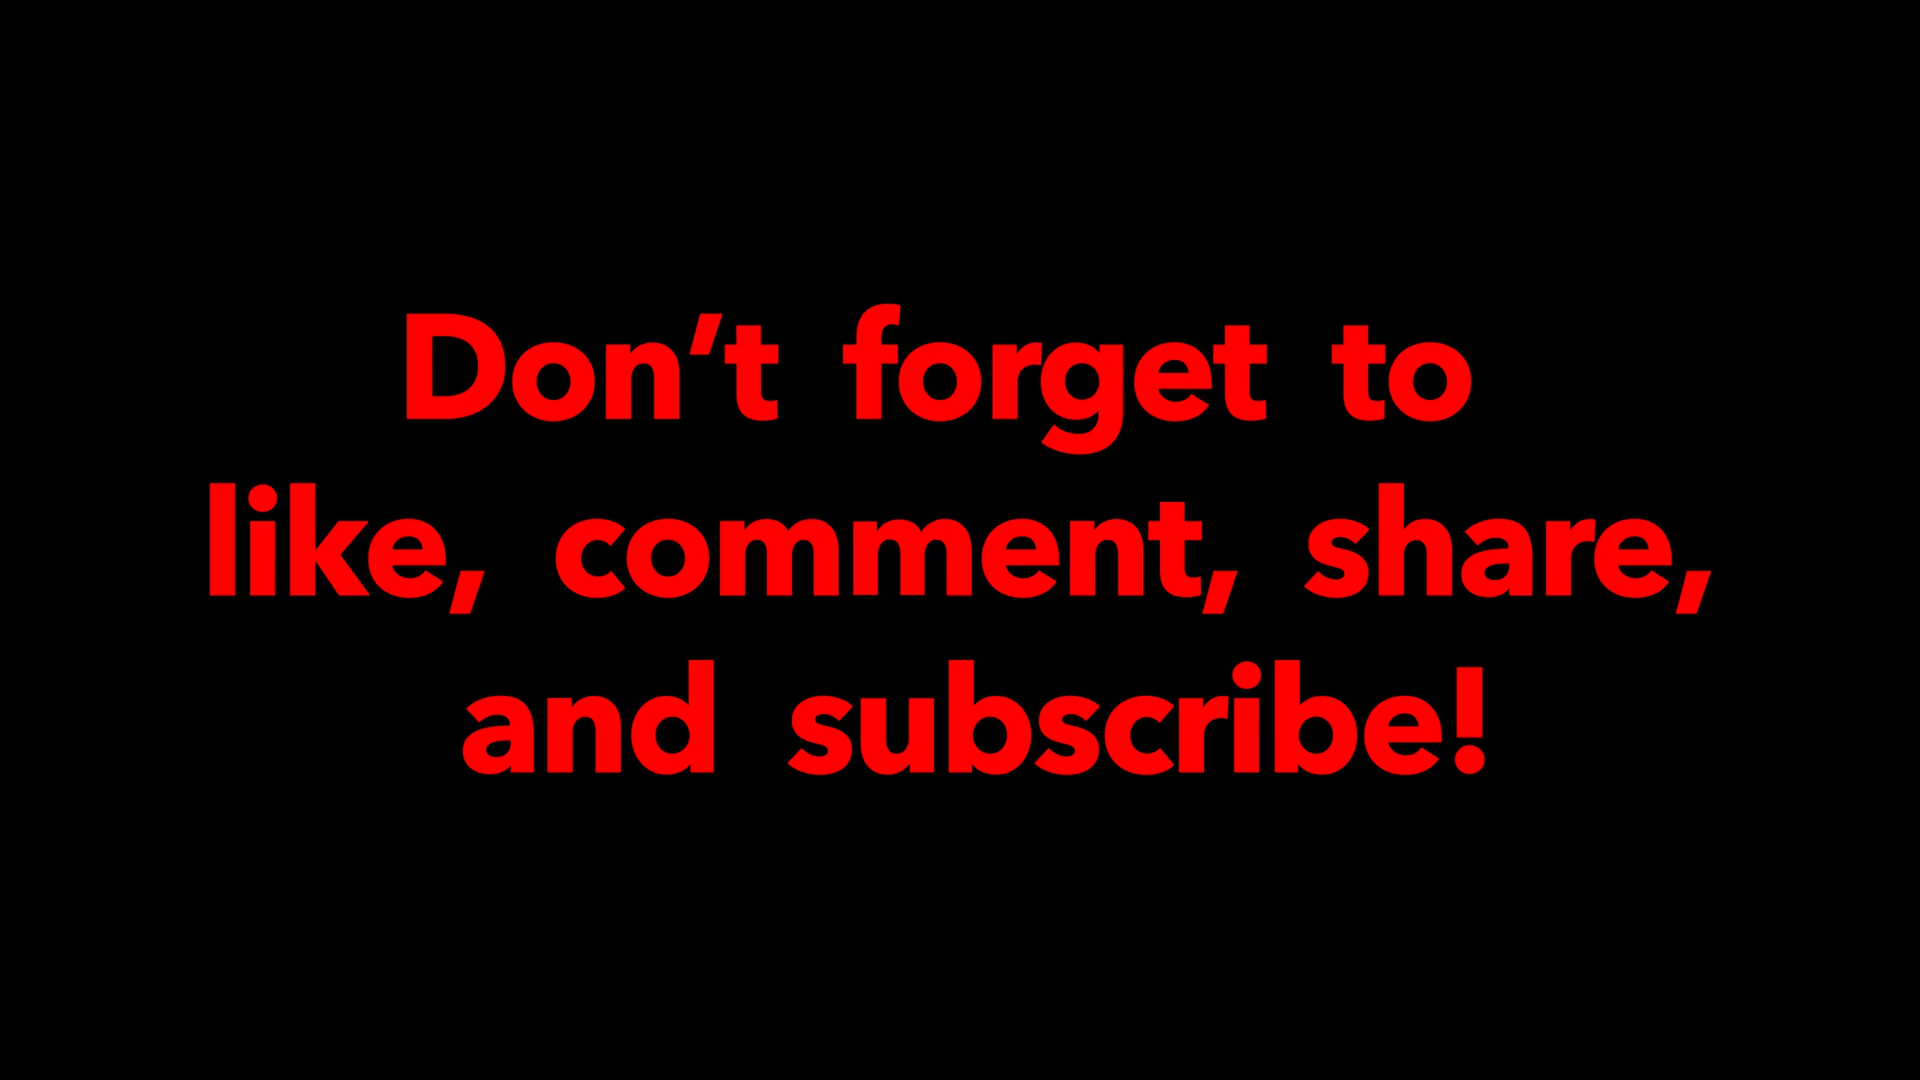 Don’t forget to
like, comment, share,
and subscribe!